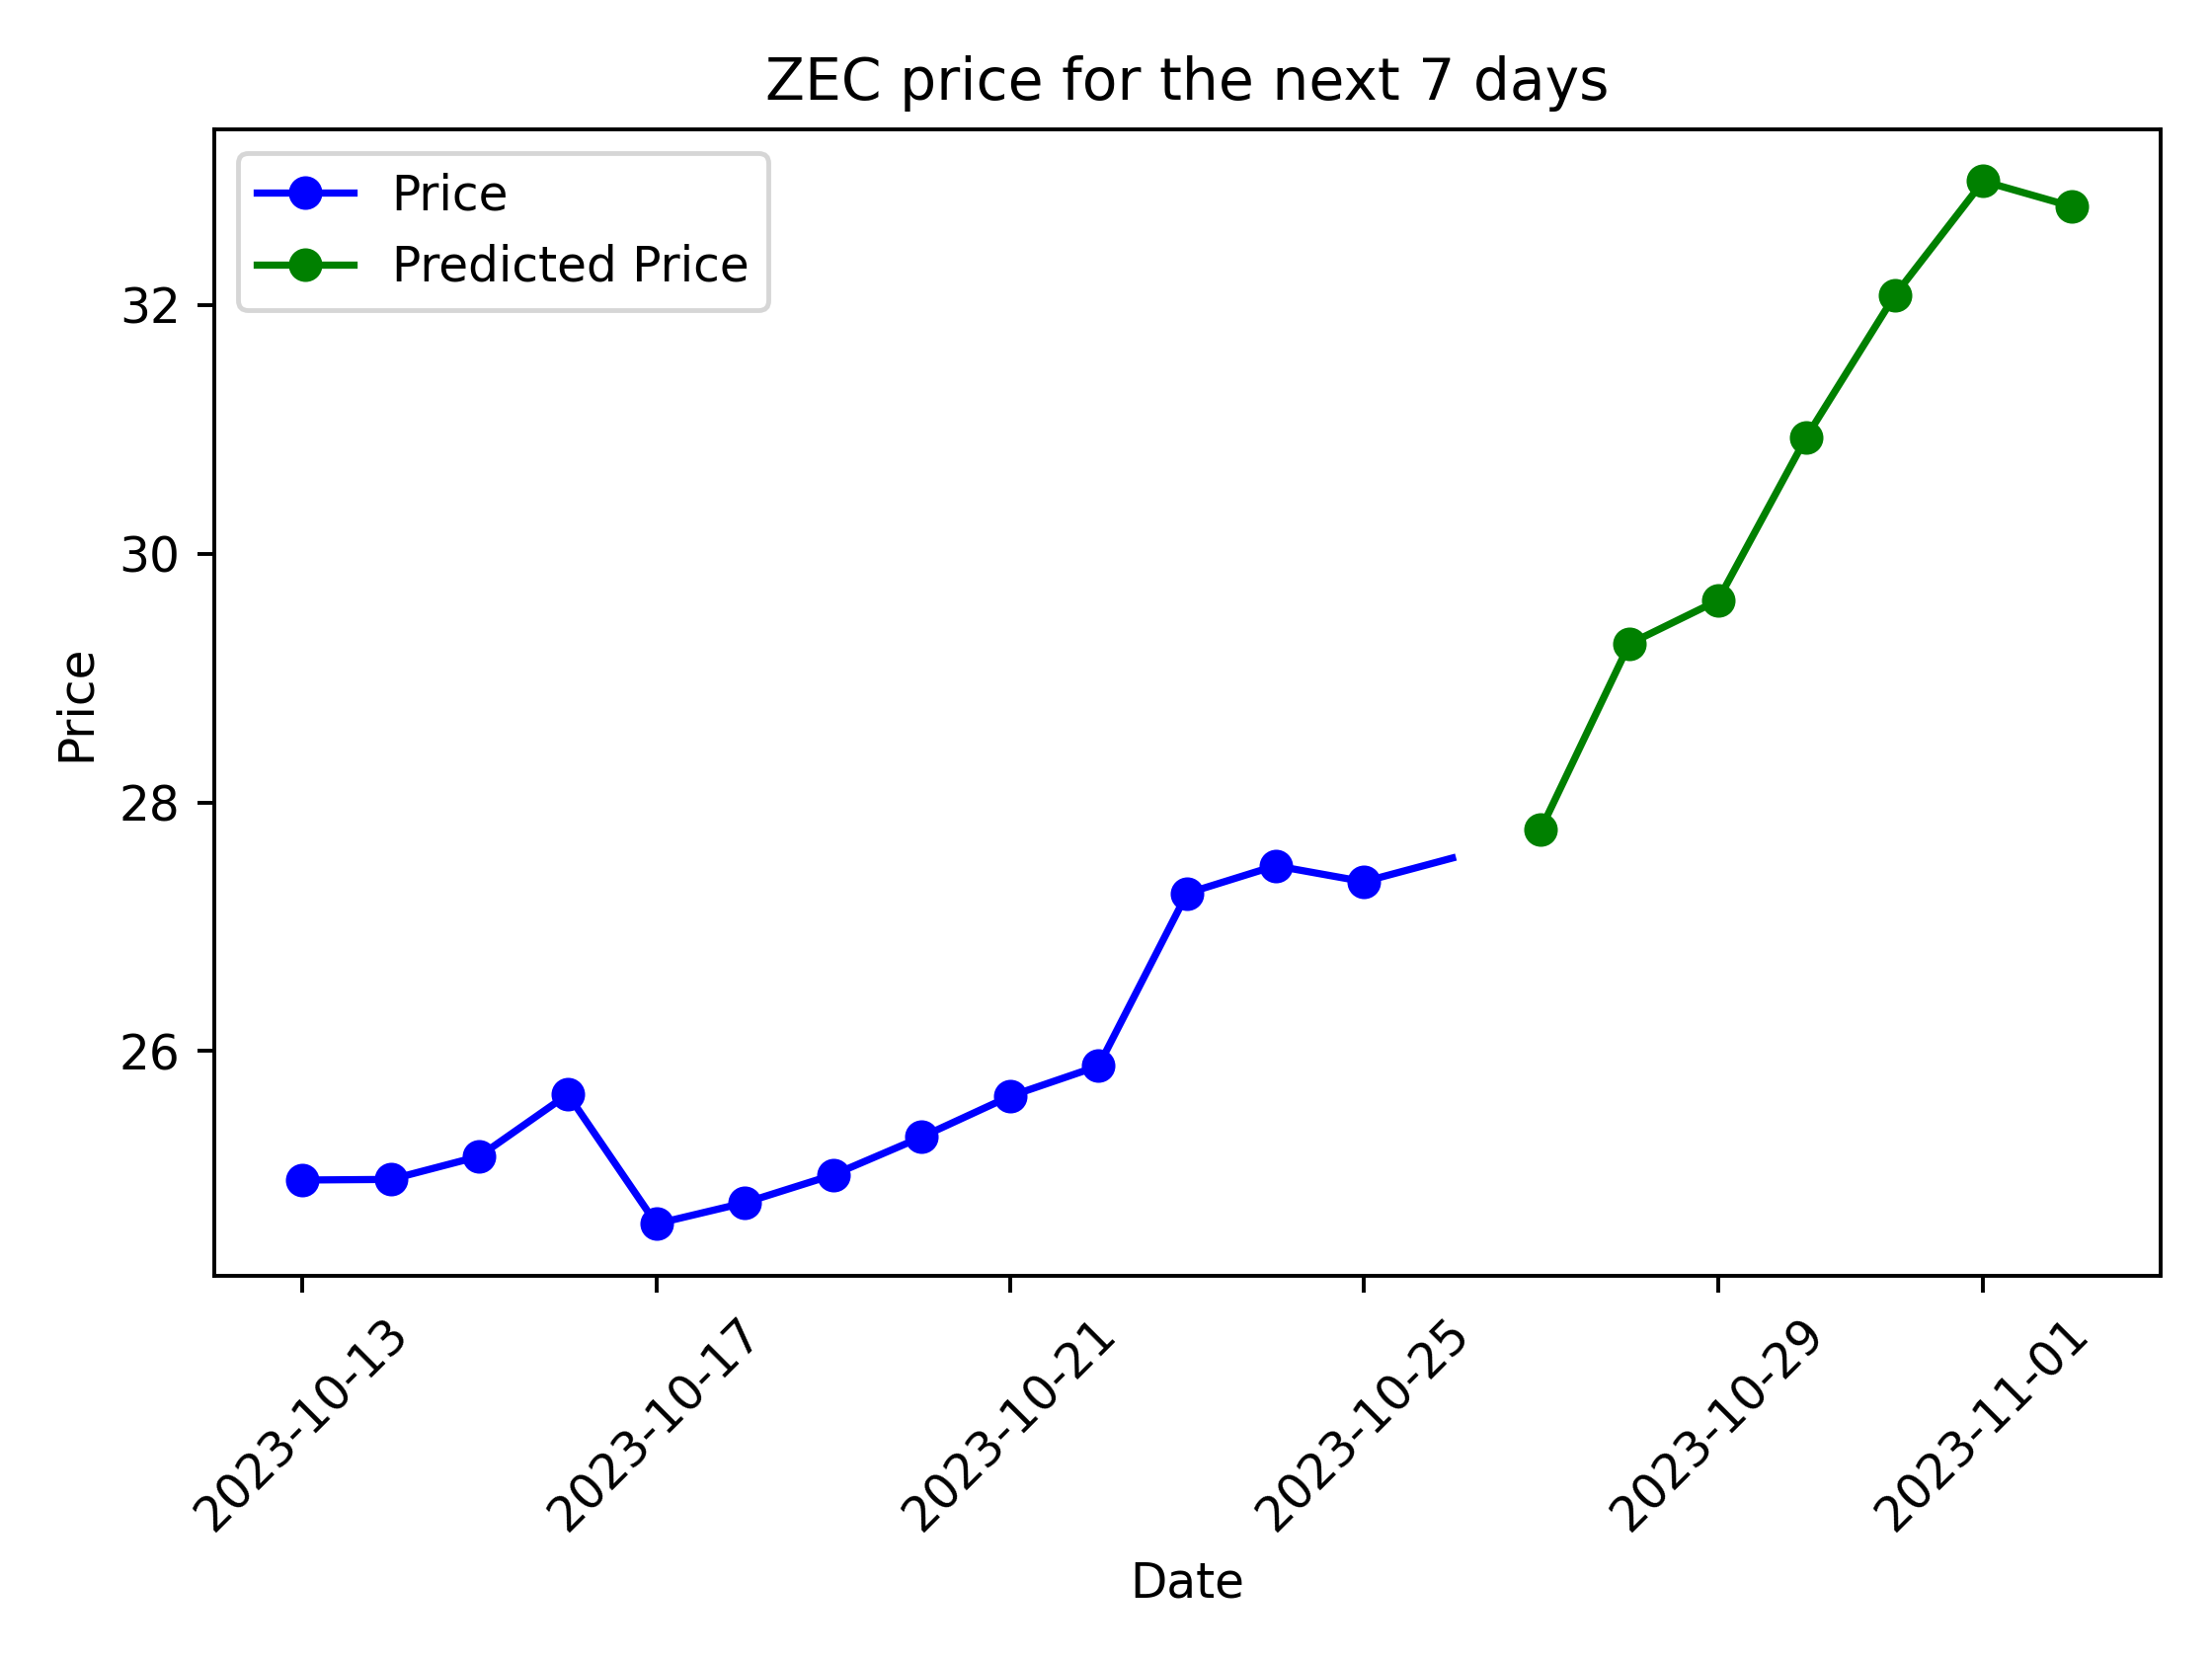 ZEC price for the next 7 days
Price
Predicted Price
32
30
28
26
Price
2023-10-13
2023-10-17
2023-10-21
2023-10-25
2023-10-29
2023-11-01
Date